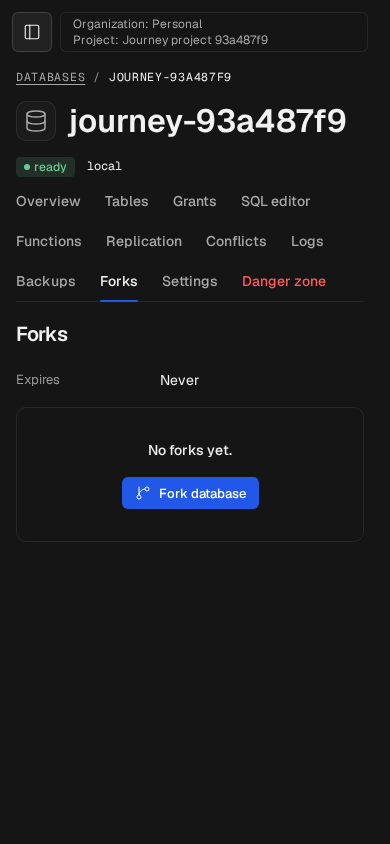 Organization: Personal
Project: Journey project 93a487f9
DATABASES / JOURNEY-93A487F9
journey-93a487f9
ready local
Overview Tables Grants SQL editor
Functions Replication Conflicts Logs
Backups Forks Settings Danger zone
Forks
Expires Never
No forks yet.
Fork database